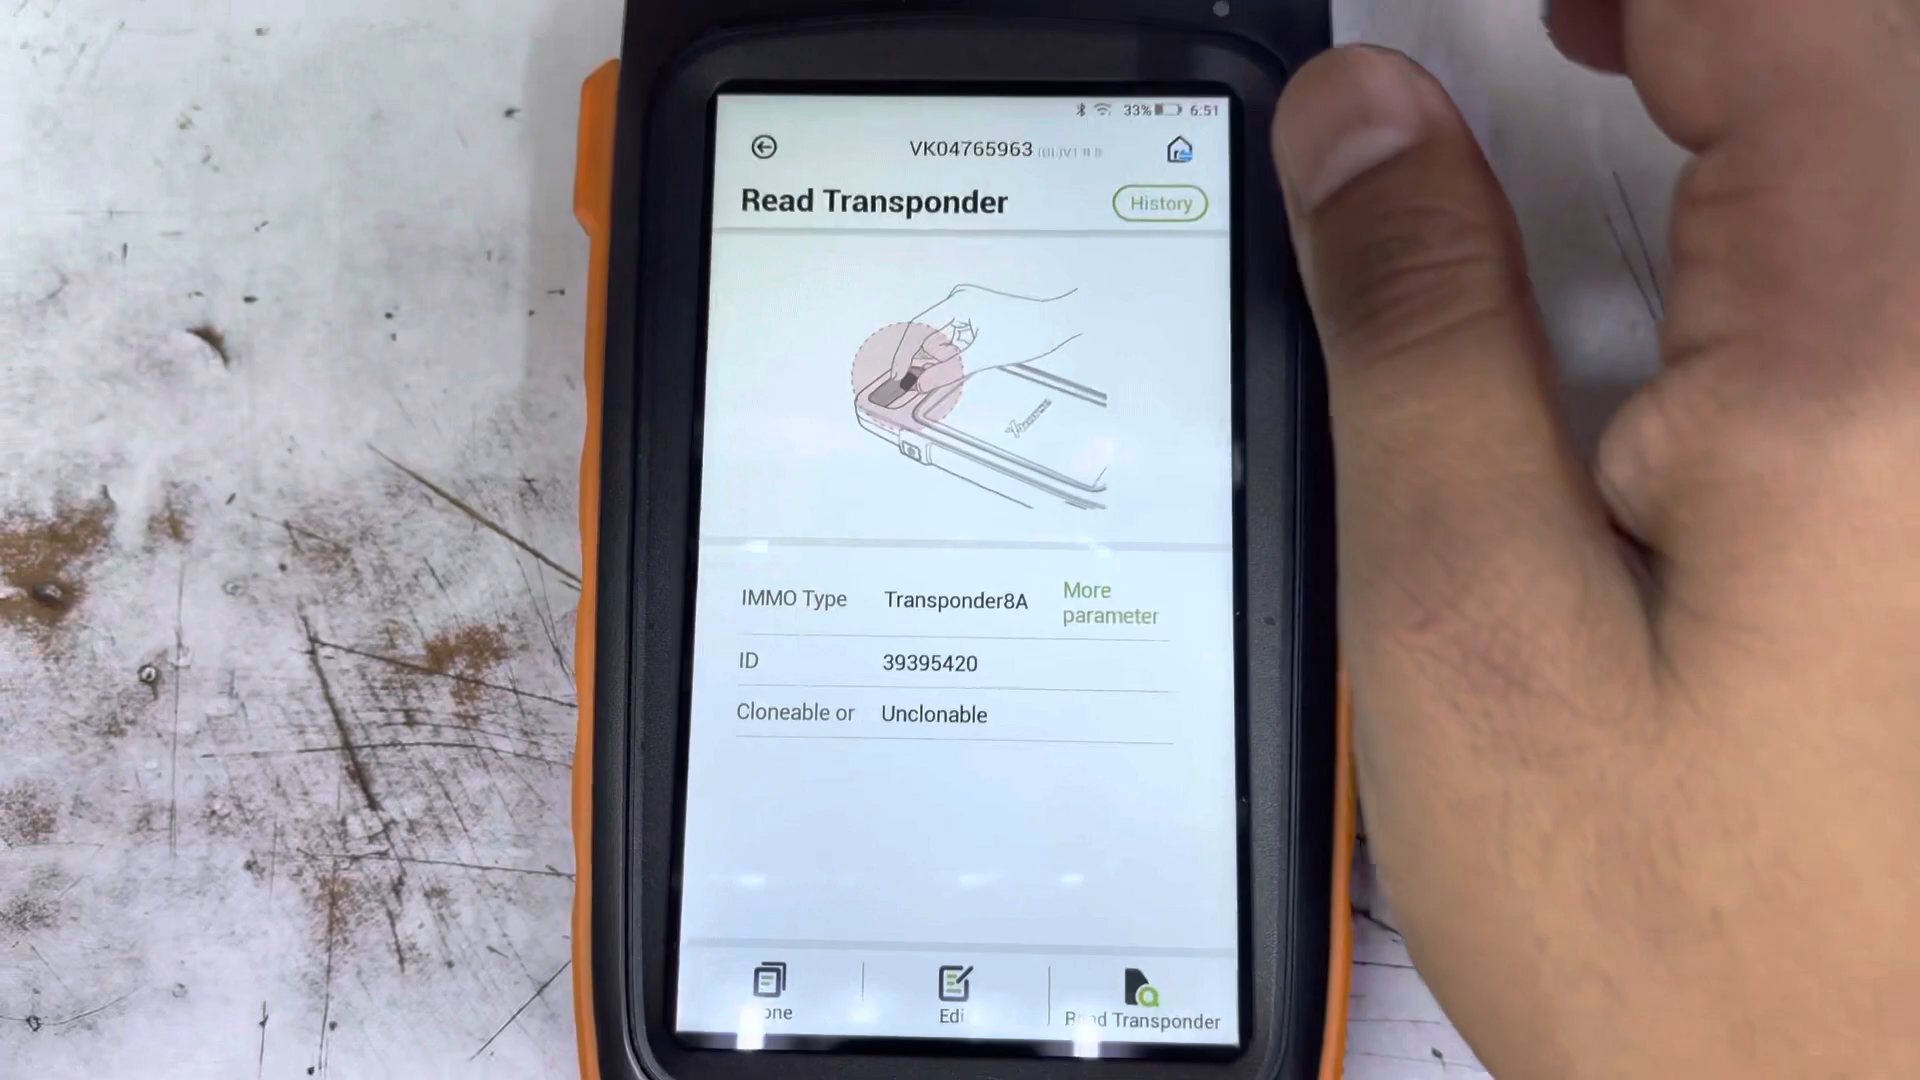 33% 6:51
VK04765963
Read Transponder History
IMMO Type Transponder8A More parameter
ID 39395420
Cloneable or Unclonable
one Edi Transponder